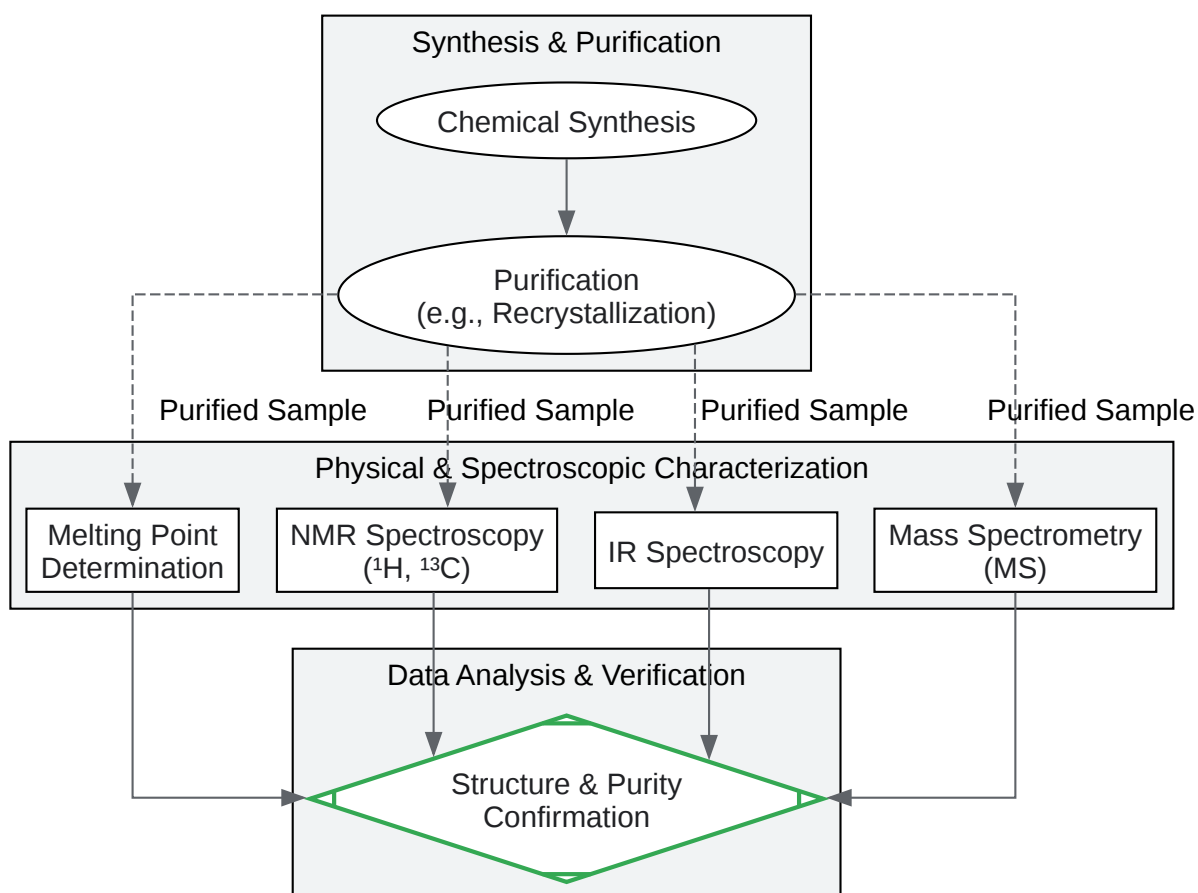 Synthesis & Purification
Chemical Synthesis
Purification
(e.g., Recrystallization)
Purified Sample
Purified Sample
Purified Sample
Purified Sample
Physical & Spectroscopic Characterization
Melting Point
Determination
NMR Spectroscopy
(¹H, ¹³C)
IR Spectroscopy
Mass Spectrometry
(MS)
Data Analysis & Verification
Structure & Purity
Confirmation